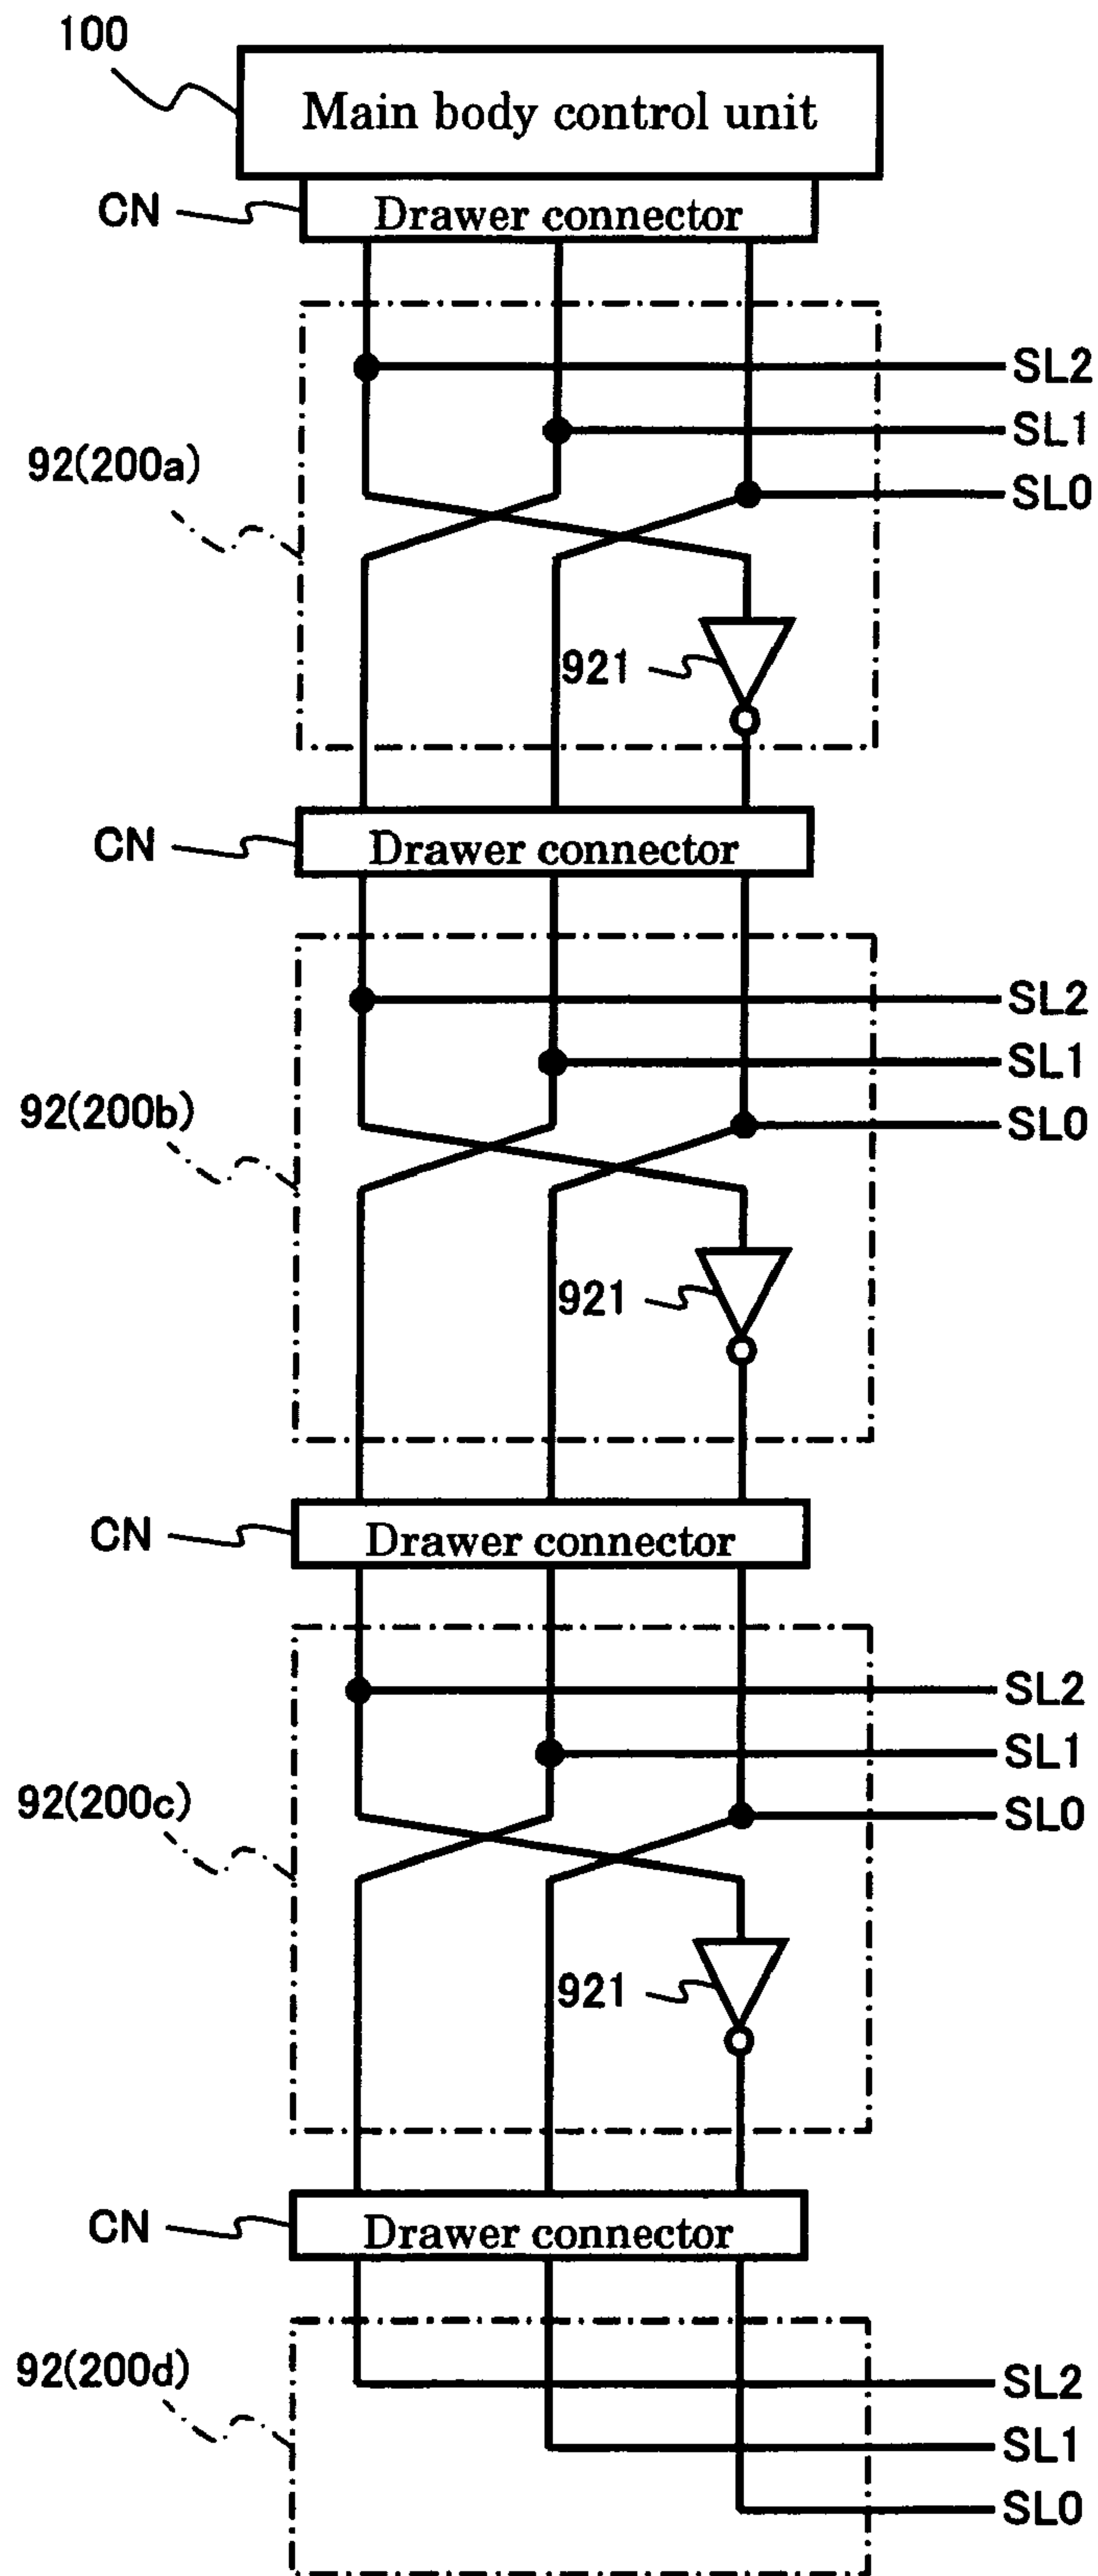 100
Main body control unit
CN
Drawer connector
SL2
SL1
92(200a)
SL0
921
CN
Drawer connector
SL2
SL1
92(200b)
SL0
921
CN
Drawer connector
SL2
SL1
92(200c)
SL0
921
CN
Drawer connector
92(200d)
SL2
SL1
SL0